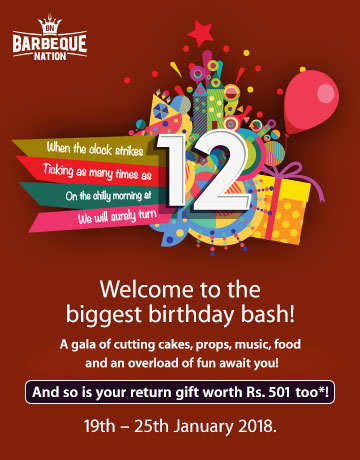 BN
BARBEQUE
NATION
When the clock strikes
Ticking as many times as
On the chilly morning at
We will surely turn
12
Welcome to the
biggest birthday bash!
A gala of cutting cakes, props, music, food
and an overload of fun await you!
And so is your return gift worth Rs. 501 too*!
19th – 25th January 2018.